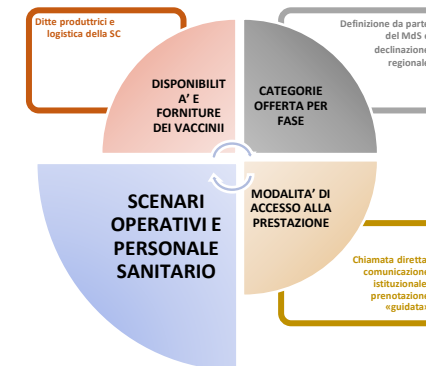 Ditte produttrici e
logistica della SC
Definizione da parte
del MdS e
declinazione
regionale
DISPONIBILIT
A’ E
FORNITURE
DEI VACCINII
CATEGORIE
OFFERTA PER
FASE
SCENARI
OPERATIVI E
PERSONALE
SANITARIO
MODALITA’ DI
ACCESSO ALLA
PRESTAZIONE
Chiamata diretta
comunicazione
istituzionale
prenotazione
«guidata»